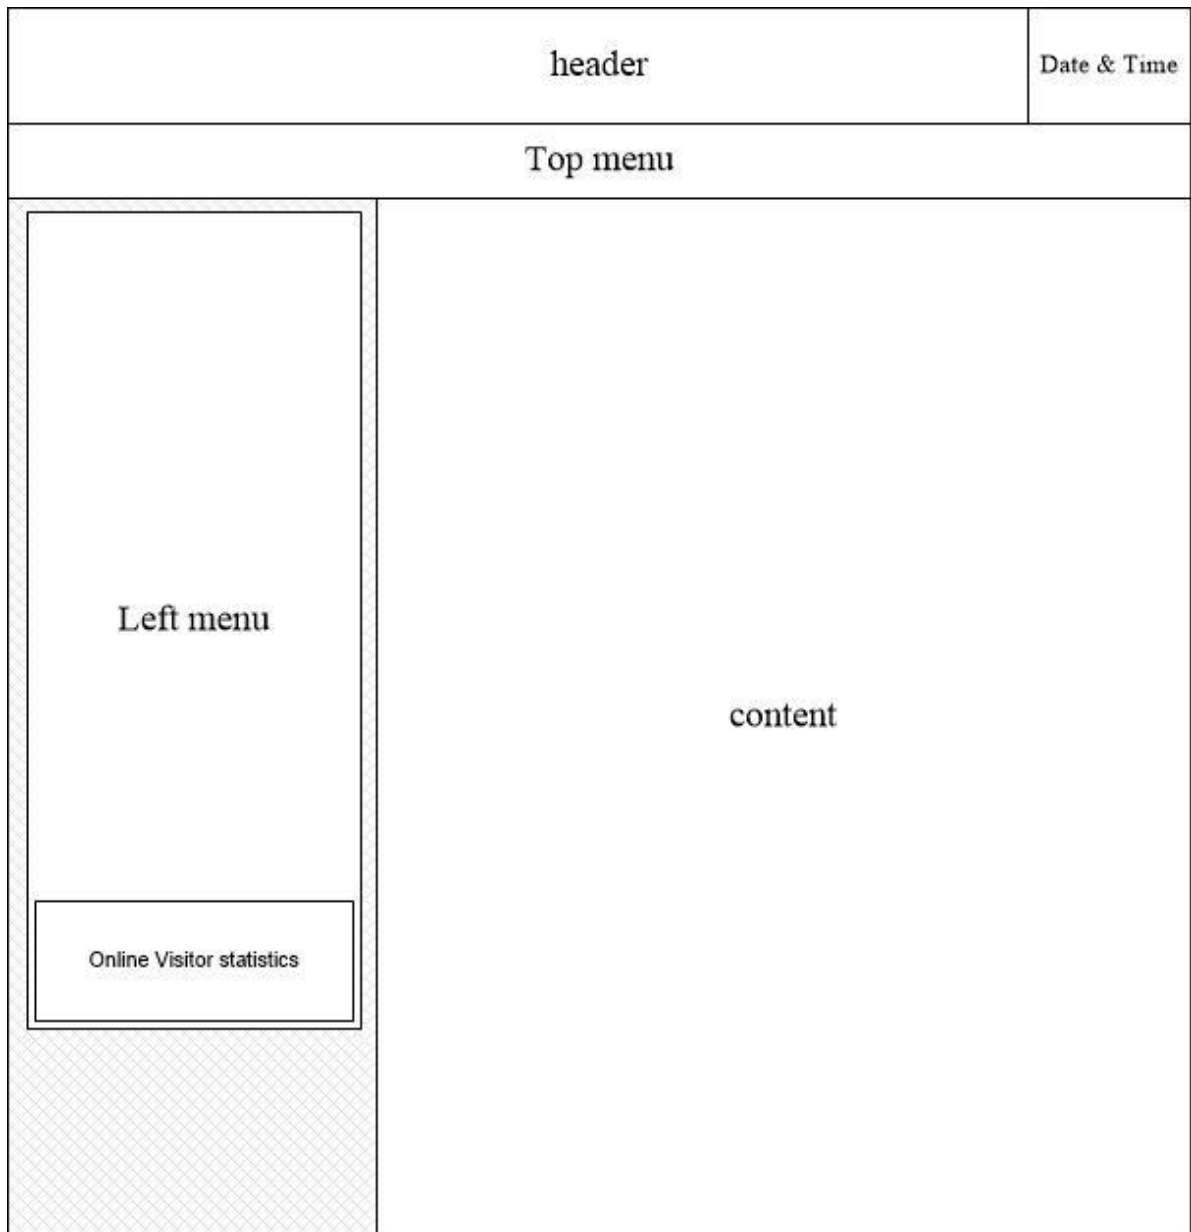 header
Date & Time
Top menu
Left menu
content
Online Visitor statistics